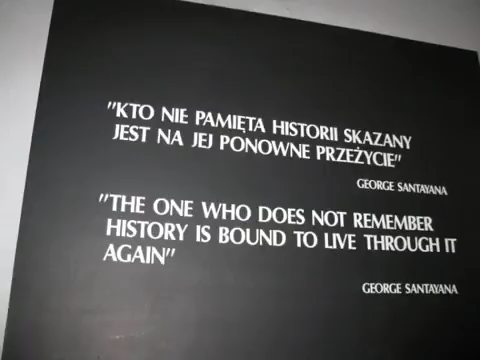 "KTO NIE PAMIĘTA HISTORII SKAZANY
JEST NA JEJ PONOWNE PRZEŻYCIE"
GEORGE SANTAYANA
"THE ONE WHO DOES NOT REMEMBER
HISTORY IS BOUND TO LIVE THROUGH IT
AGAIN"
GEORGE SANTAYANA